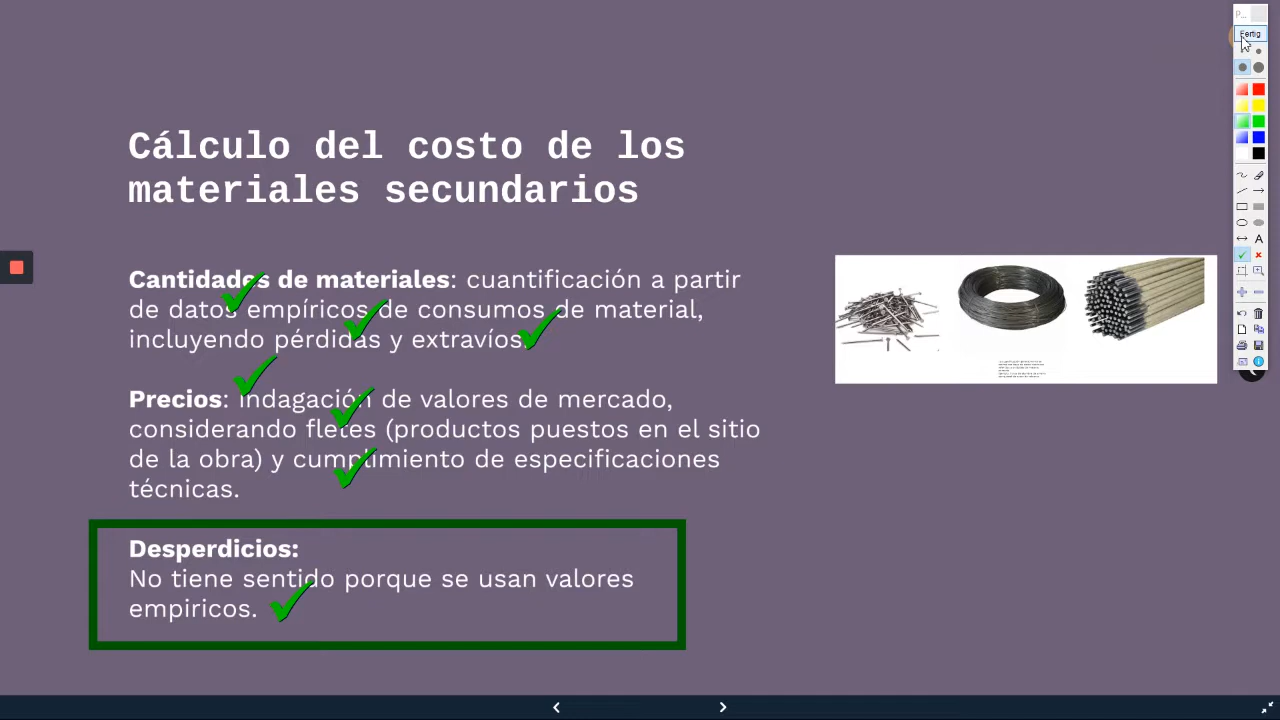 P...
Fertig
Cálculo del costo de los
materiales secundarios
Cantidades de materiales: cuantificación a partir
de datos empíricos de consumos de material,
incluyendo pérdidas y extravíos.
Precios: indagación de valores de mercado,
considerando fletes (productos puestos en el sitio
de la obra) y cumplimiento de especificaciones
técnicas.
Desperdicios:
No tiene sentido porque se usan valores
empiricos.
A